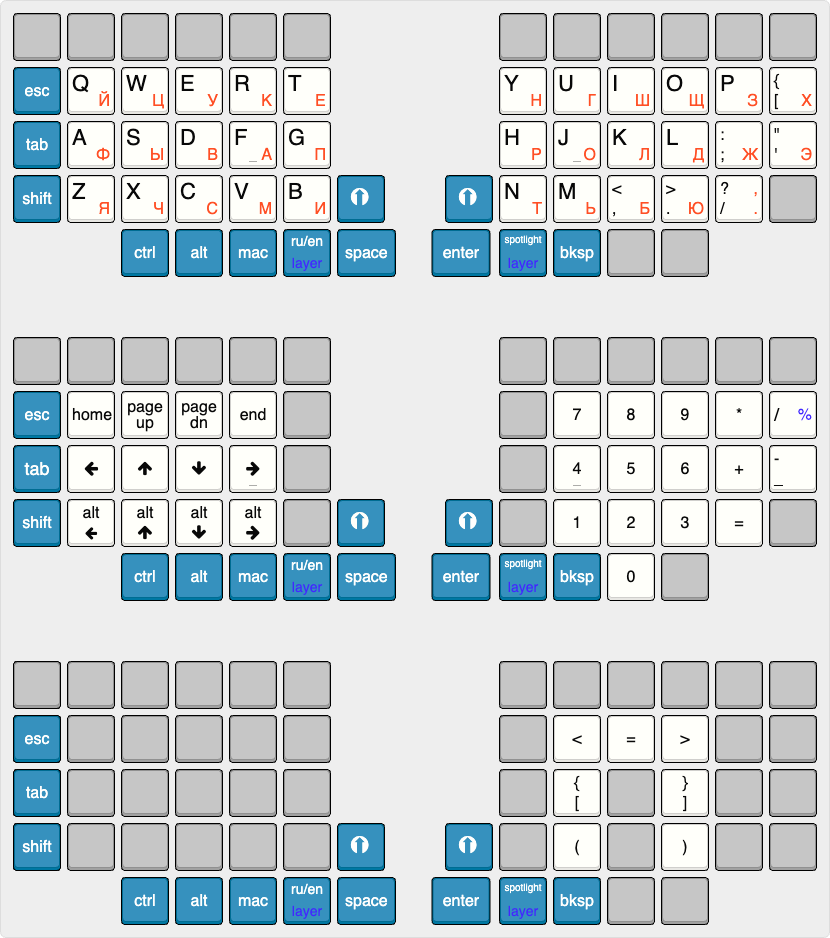 esc Q Й W Ц E У R К T Е Y Н U Г I Ш O Щ P З { [ Х
tab A Ф S Ы D В F _ А G П H Р J _ О K Л L Д : ; Ж " ' Э
shift Z Я X Ч C С V М B И N Т M Ь < , Б > . Ю ? / , .
ctrl alt mac ru/en layer space enter spotlight layer bksp
esc home page up page dn end 7 8 9 * / %
tab ← ↑ ↓ → _ 4 _ 5 6 + - _
shift alt ← alt ↑ alt ↓ alt → 1 2 3 =
ctrl alt mac ru/en layer space enter spotlight layer bksp 0
esc < = >
tab { [ } ]
shift ( )
ctrl alt mac ru/en layer space enter spotlight layer bksp